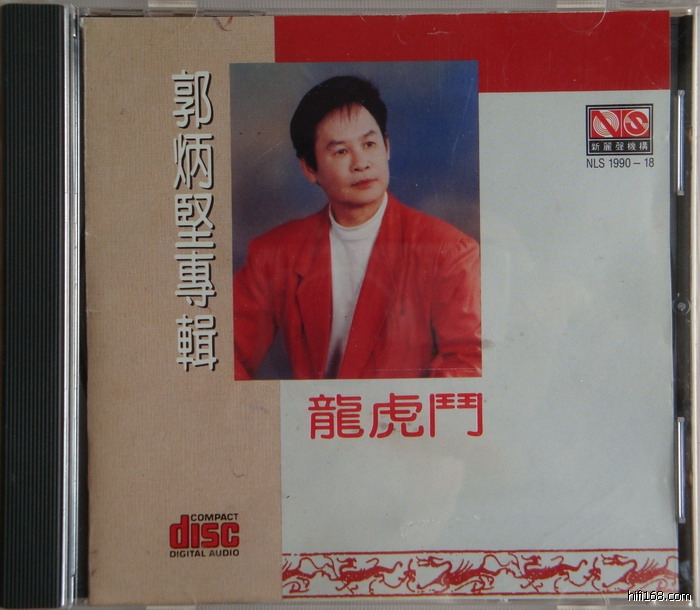 郭炳堅專輯
新麗聲機構
NLS 1990-18
龍虎鬥
COMPACT
disc
DIGITAL AUDIO
hifi168.com